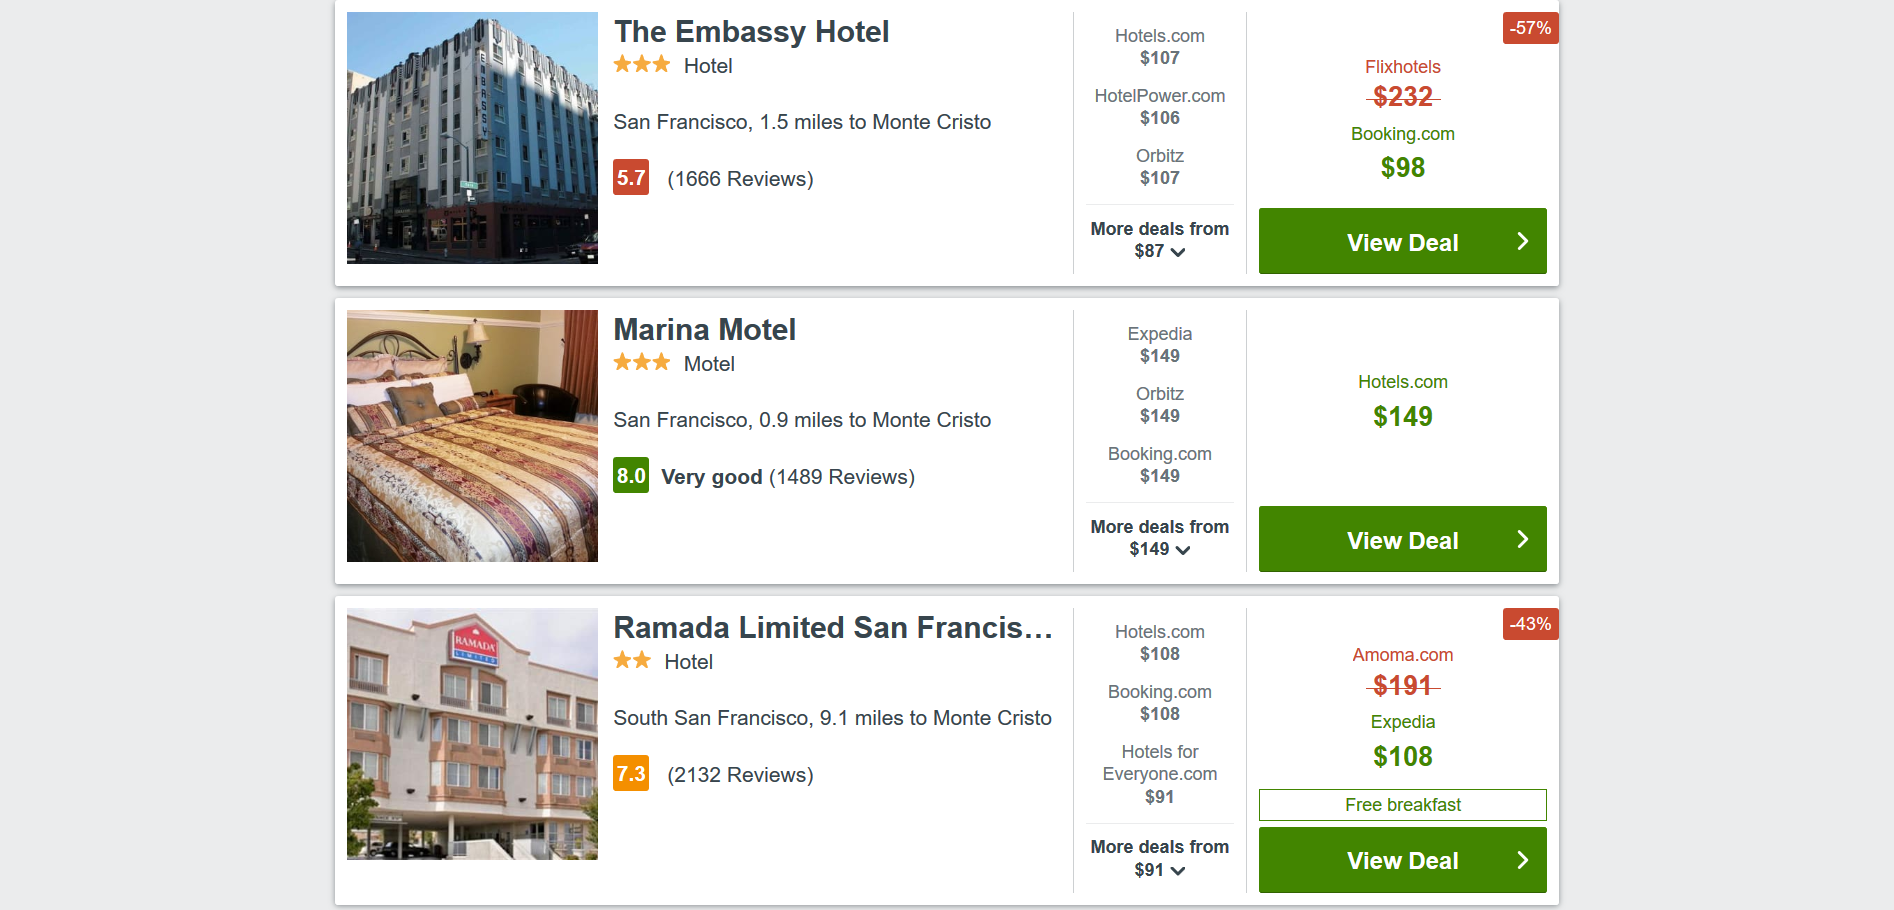 The Embassy Hotel
Hotel
San Francisco, 1.5 miles to Monte Cristo
5.7 (1666 Reviews)
Hotels.com
$107
HotelPower.com
$106
Orbitz
$107
More deals from
$87
-57%
Flixhotels
$232
Booking.com
$98
View Deal
EMBASSY
Marina Motel
Motel
San Francisco, 0.9 miles to Monte Cristo
8.0 Very good (1489 Reviews)
Expedia
$149
Orbitz
$149
Booking.com
$149
More deals from
$149
Hotels.com
$149
View Deal
RAMADA
LIMITED
Ramada Limited San Francis...
Hotel
South San Francisco, 9.1 miles to Monte Cristo
7.3 (2132 Reviews)
Hotels.com
$108
Booking.com
$108
Hotels for
Everyone.com
$91
More deals from
$91
-43%
Amoma.com
$191
Expedia
$108
Free breakfast
View Deal